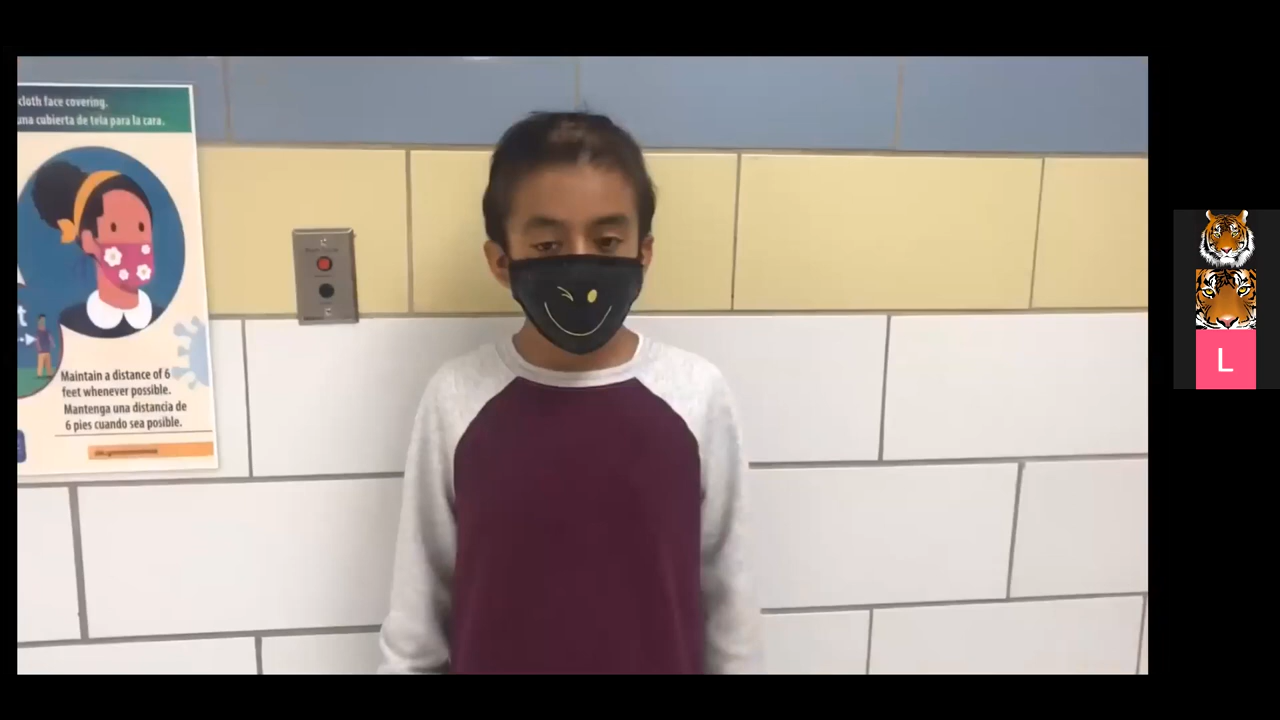 cloth face covering.
una cubierta de tela para la cara.
Maintain a distance of 6
feet whenever possible.
Mantenga una distancia de
6 pies cuando sea posible.
L